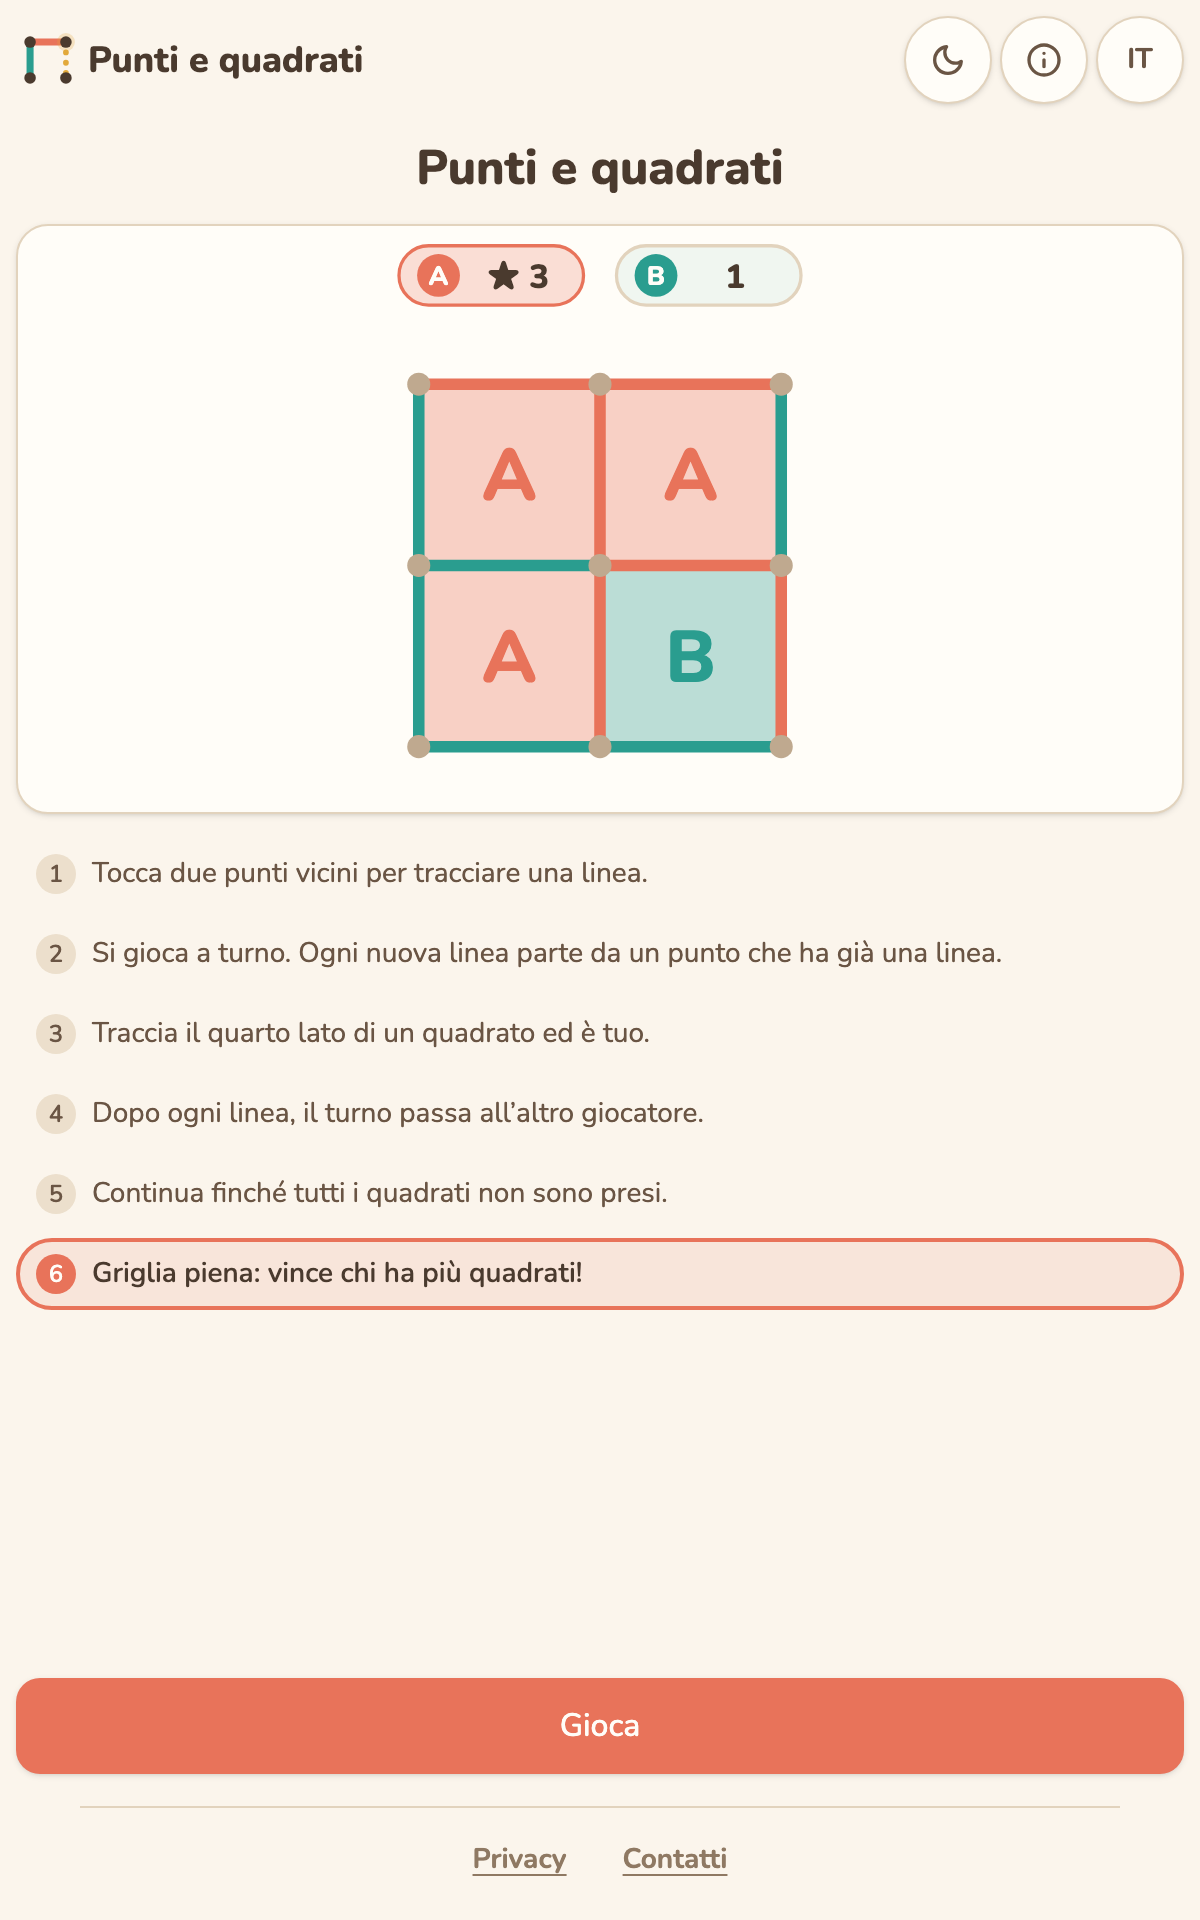 Punti e quadrati
IT
Punti e quadrati
A ★ 3
B 1
A A
A B
1 Tocca due punti vicini per tracciare una linea.
2 Si gioca a turno. Ogni nuova linea parte da un punto che ha già una linea.
3 Traccia il quarto lato di un quadrato ed è tuo.
4 Dopo ogni linea, il turno passa all’altro giocatore.
5 Continua finché tutti i quadrati non sono presi.
6 Griglia piena: vince chi ha più quadrati!
Gioca
Privacy Contatti